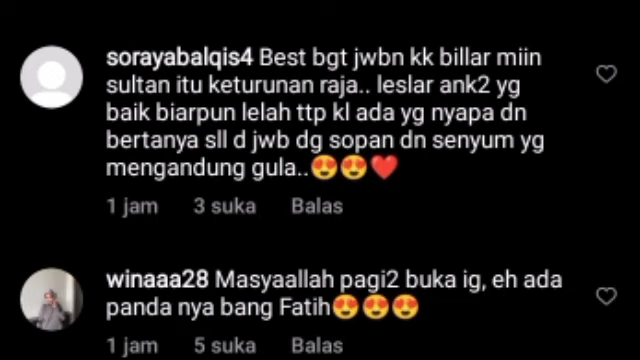 sorayabalqis4 Best bgt jwbn kk billar miin
sultan itu keturunan raja.. leslar ank2 yg
baik biarpun lelah ttp kl ada yg nyapa dn
bertanya sll d jwb dg sopan dn senyum yg
mengandung gula..😍😍❤️
1 jam 3 suka Balas
winaaa28 Masyaallah pagi2 buka ig, eh ada
panda nya bang Fatih😍😍😍
1 jam 5 suka Balas